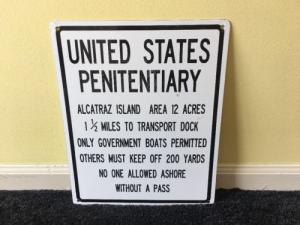 UNITED STATES
PENITENTIARY
ALCATRAZ ISLAND AREA 12 ACRES
1 ½ MILES TO TRANSPORT DOCK
ONLY GOVERNMENT BOATS PERMITTED
OTHERS MUST KEEP OFF 200 YARDS
NO ONE ALLOWED ASHORE
WITHOUT A PASS